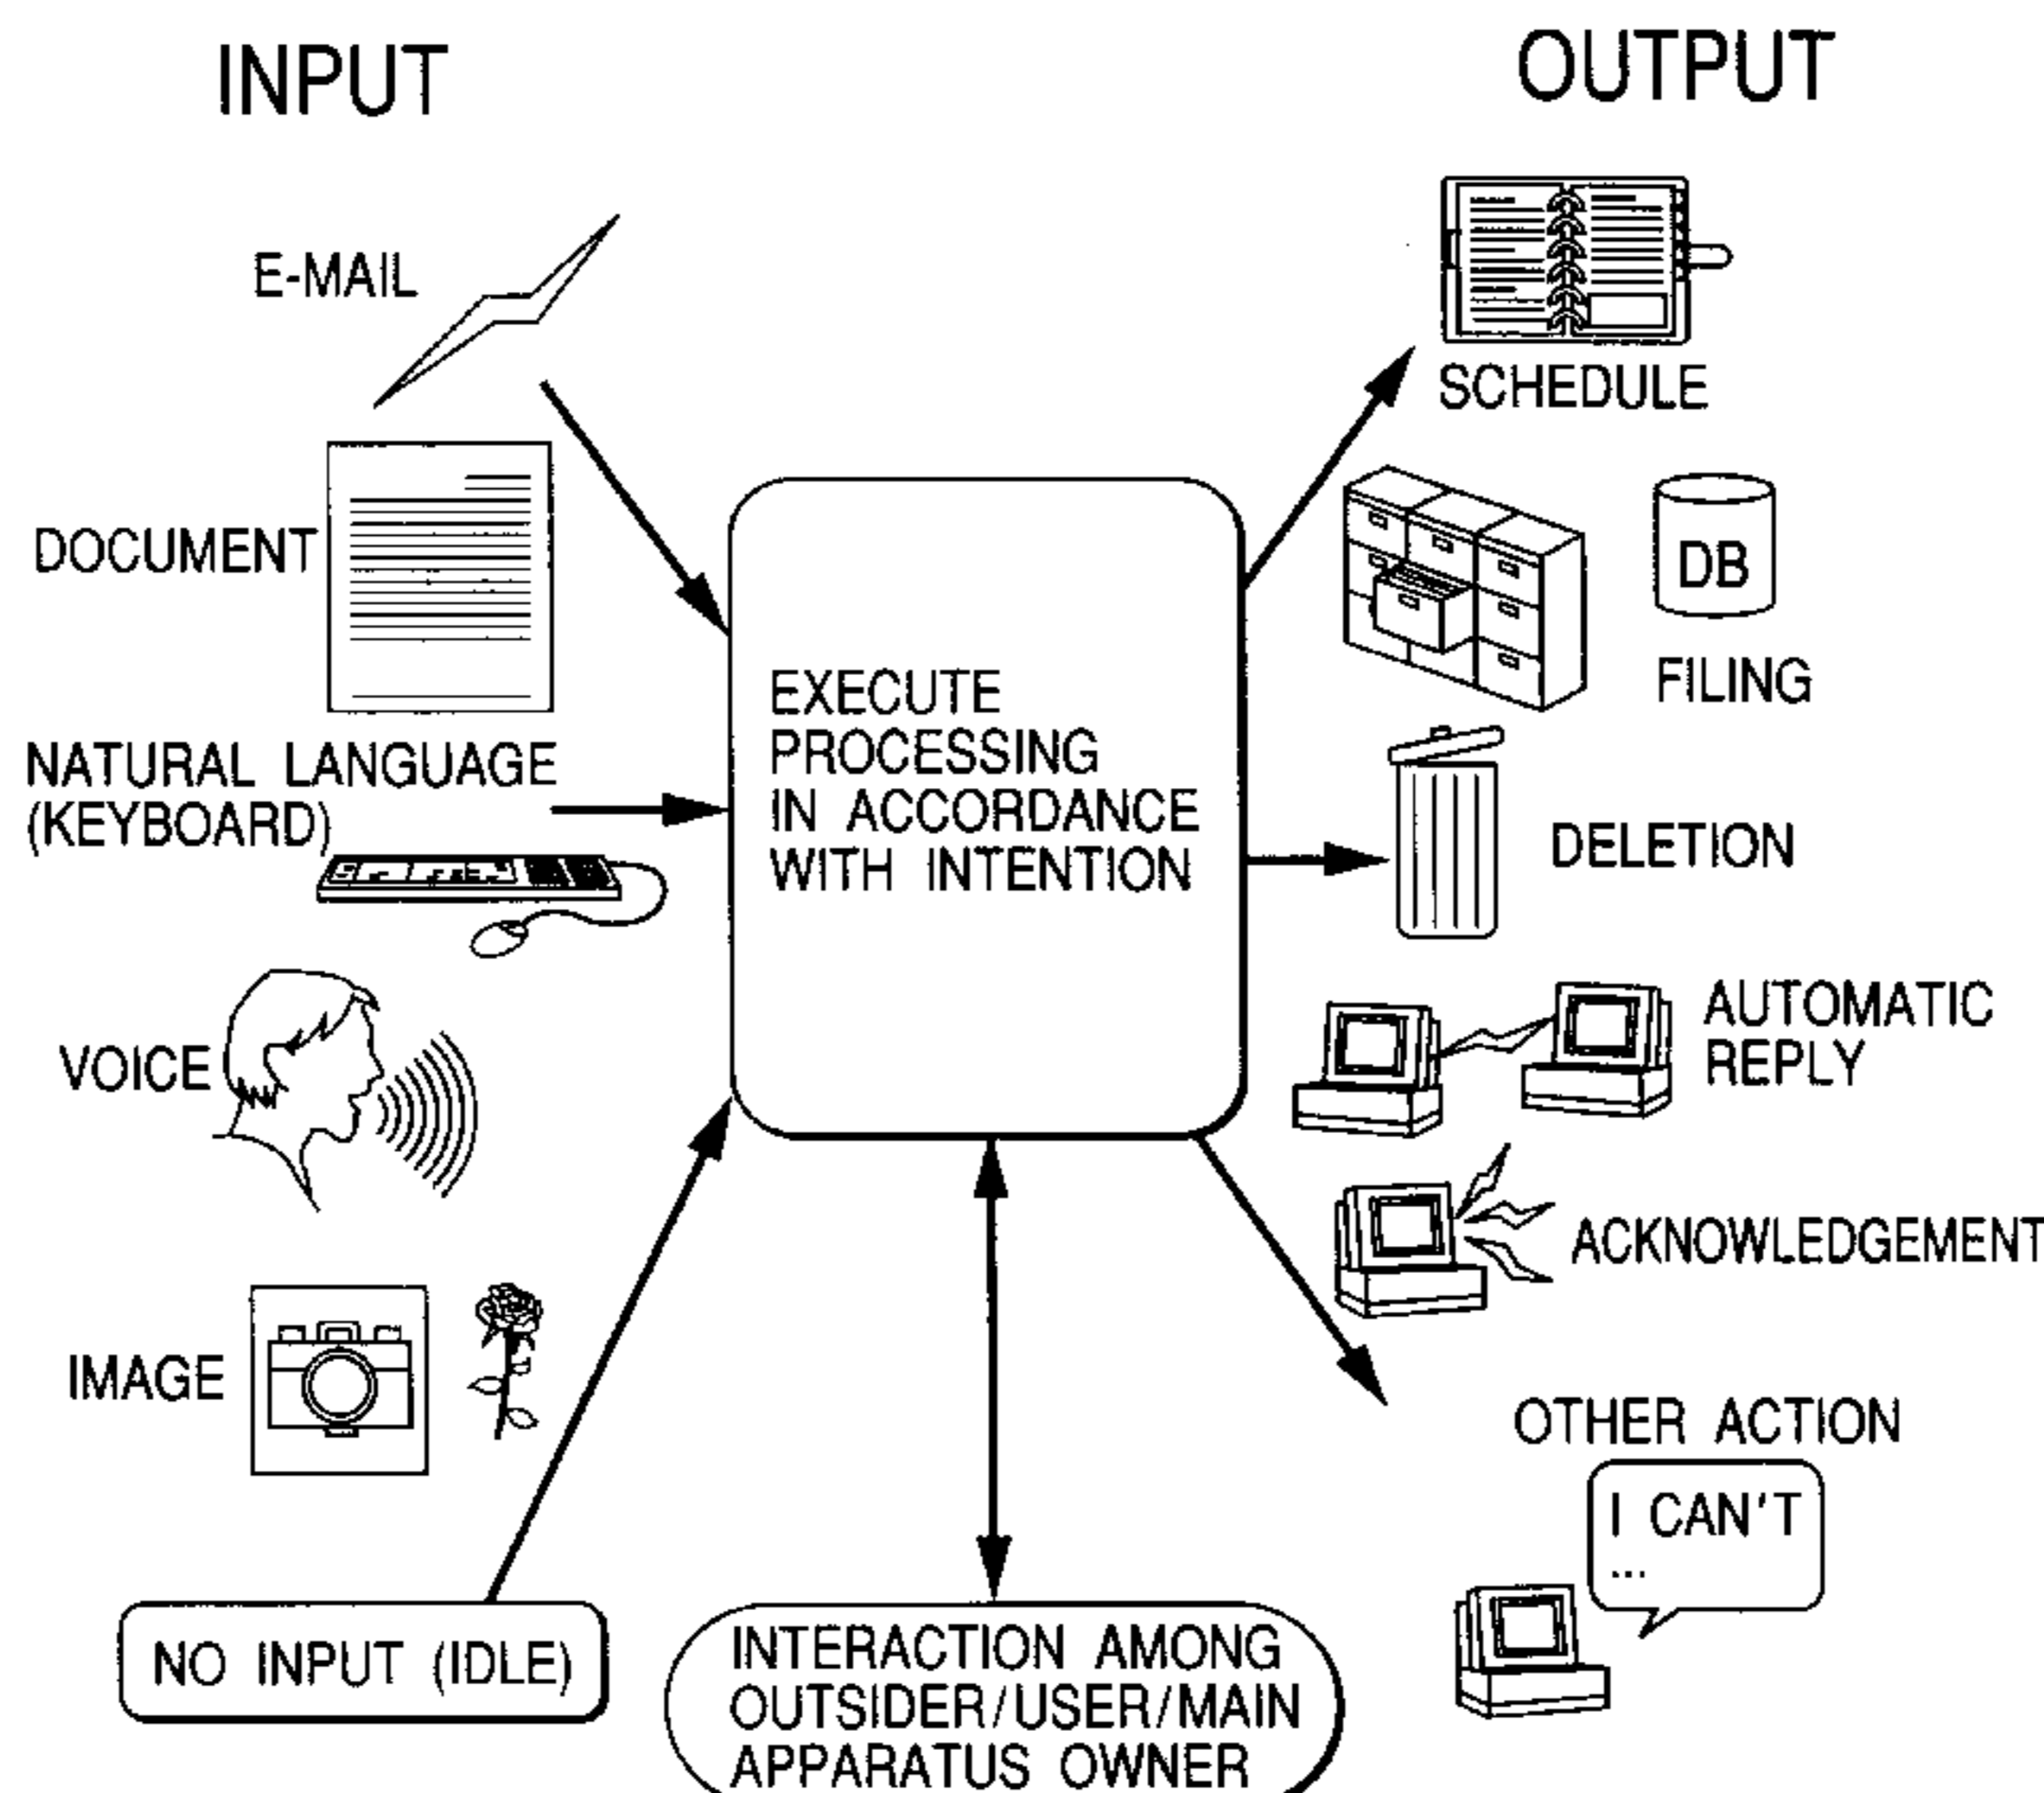 INPUT
OUTPUT
E-MAIL
DOCUMENT
NATURAL LANGUAGE
(KEYBOARD)
VOICE
IMAGE
NO INPUT (IDLE)
EXECUTE
PROCESSING
IN ACCORDANCE
WITH INTENTION
INTERACTION AMONG
OUTSIDER/USER/MAIN
APPARATUS OWNER
SCHEDULE
DB
FILING
DELETION
AUTOMATIC
REPLY
ACKNOWLEDGEMENT
OTHER ACTION
I CAN'T
...